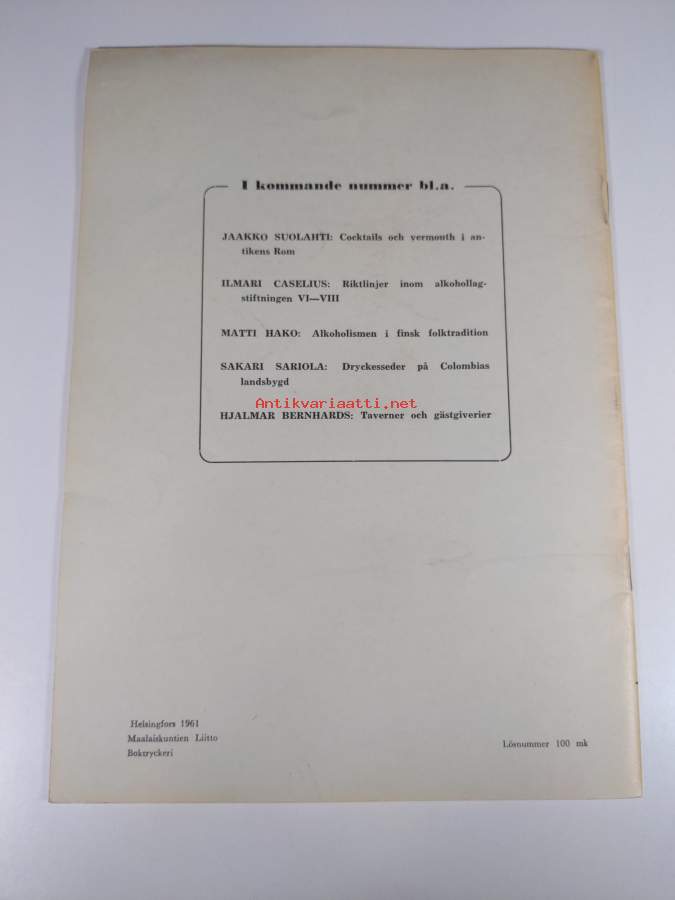 I kommande nummer bl.a.
JAAKKO SUOLAHTI: Cocktails och vermouth i an-
tikens Rom
ILMARI CASELIUS: Riktlinjer inom alkohollag-
stiftningen VI—VIII
MATTI HAKO: Alkoholismen i finsk folktradition
SAKARI SARIOLA: Dryckesseder på Colombias
landsbygd
Antikvariaatti.net
HJALMAR BERNHARDS: Taverner och gästgiverier
Helsingfors 1961
Maalaiskuntien Liitto
Boktryckeri
Lösnummer 100 mk